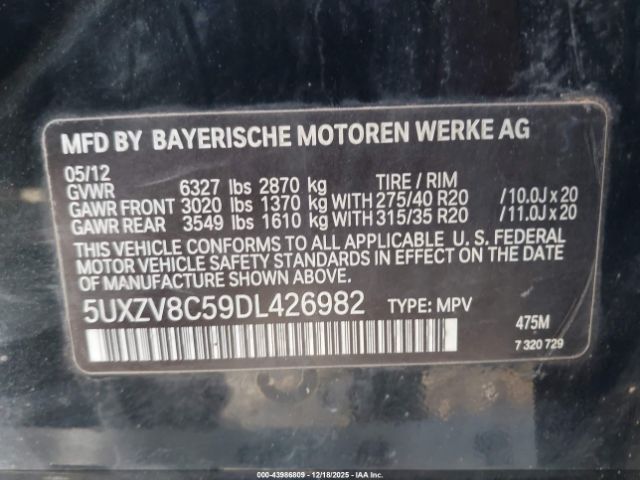 MFD BY BAYERISCHE MOTOREN WERKE AG
05/12
GVWR 6327 lbs 2870 kg TIRE / RIM
GAWR FRONT 3020 lbs 1370 kg WITH 275/40 R20 /10.0J x 20
GAWR REAR 3549 lbs 1610 kg WITH 315/35 R20 /11.0J x 20
THIS VEHICLE CONFORMS TO ALL APPLICABLE U. S. FEDERAL
MOTOR VEHICLE SAFETY STANDARDS IN EFFECT ON THE DATE
OF MANUFACTURE SHOWN ABOVE.
5UXZV8C59DL426982 TYPE: MPV
475M
7 320 729
000-43986809 - 12/18/2025 - IAA Inc.